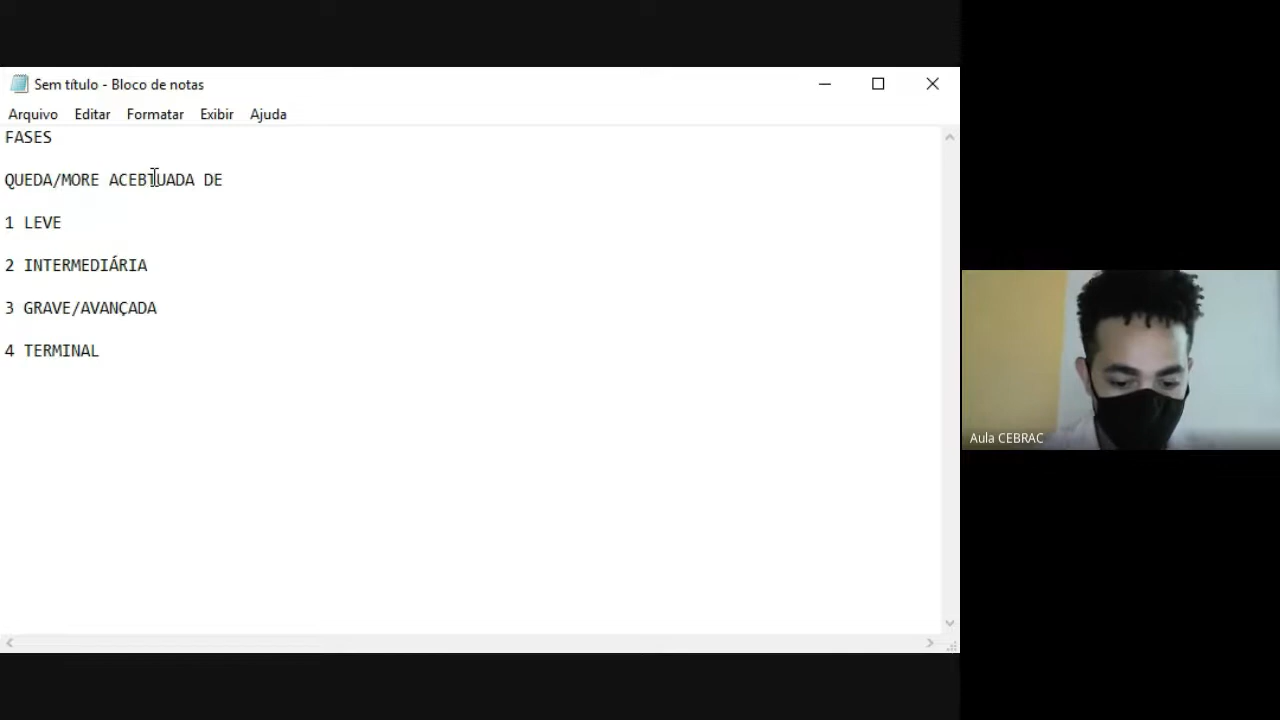 Sem título - Bloco de notas
Arquivo Editar Formatar Exibir Ajuda
FASES
QUEDA/MORE ACEBTUADA DE
1 LEVE
2 INTERMEDIÁRIA
3 GRAVE/AVANÇADA
4 TERMINAL
Aula CEBRAC